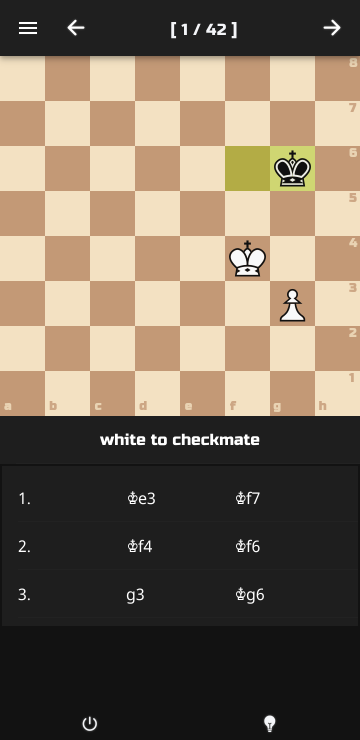 [ 1 / 42 ]
8
7
6
5
4
3
2
1
a b c d e f g h
white to checkmate
1. ♔e3 ♔f7
2. ♔f4 ♔f6
3. g3 ♔g6